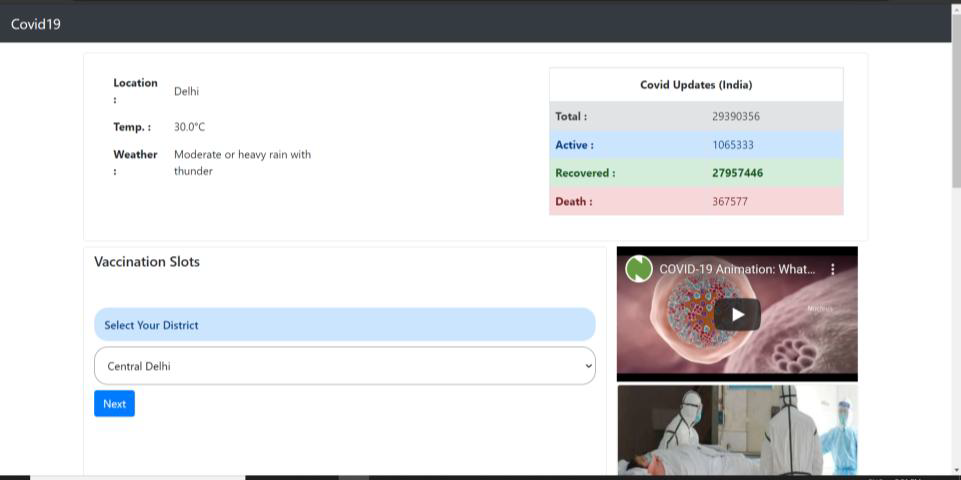 Covid19
Location
:
Delhi
Temp. :
30.0°C
Weather
:
Moderate or heavy rain with
thunder
Covid Updates (India)
Total :
29390356
Active :
1065333
Recovered :
27957446
Death :
367577
Vaccination Slots
Select Your District
Central Delhi
Next
COVID-19 Animation: What...
Nucleus